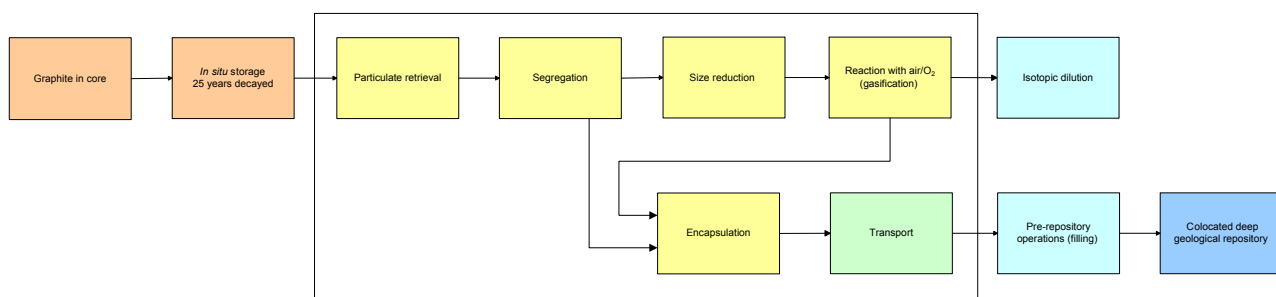 Graphite in core
In situ storage
25 years decayed
Particulate retrieval
Segregation
Size reduction
Reaction with air/O₂
(gasification)
Isotopic dilution
Encapsulation
Transport
Pre-repository
operations (filling)
Colocated deep
geological repository